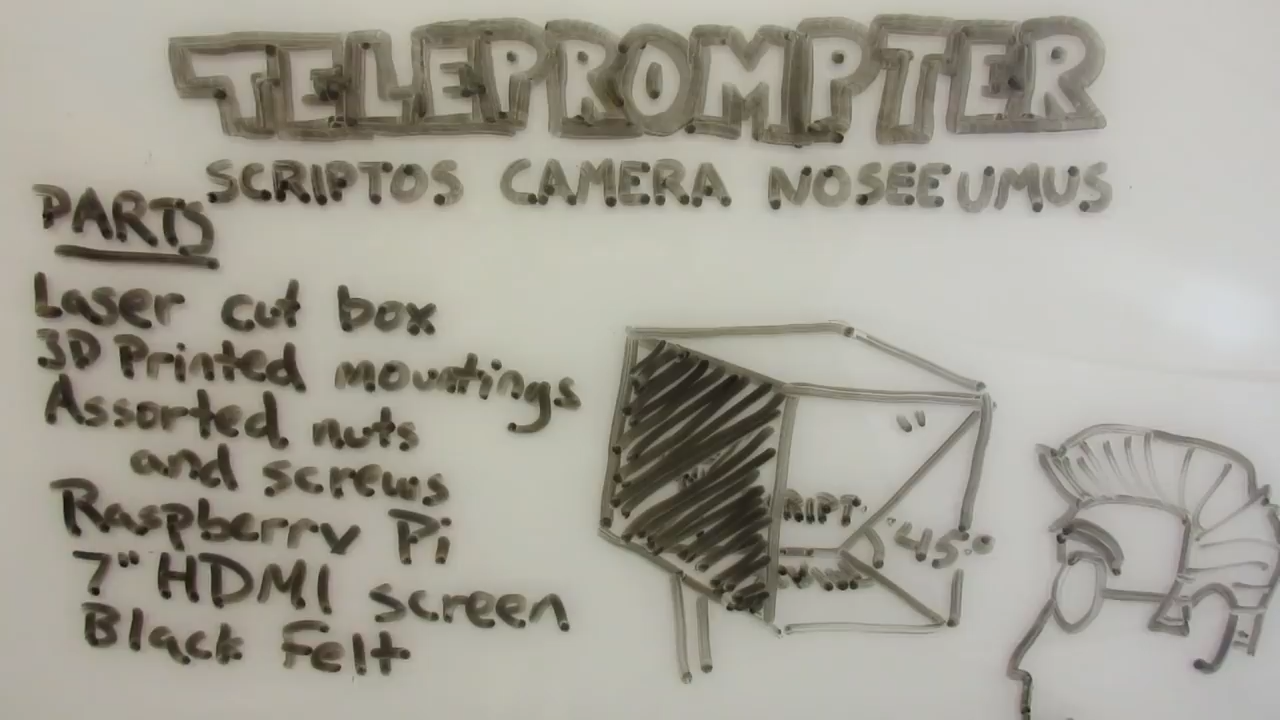 TELEPROMPTER
SCRIPTOS CAMERA NOSEEUMUS
PARTS
Laser cut box
3D Printed mountings
Assorted nuts
and screws
Raspberry Pi
7" HDMI screen
Black Felt
RIPT
45°